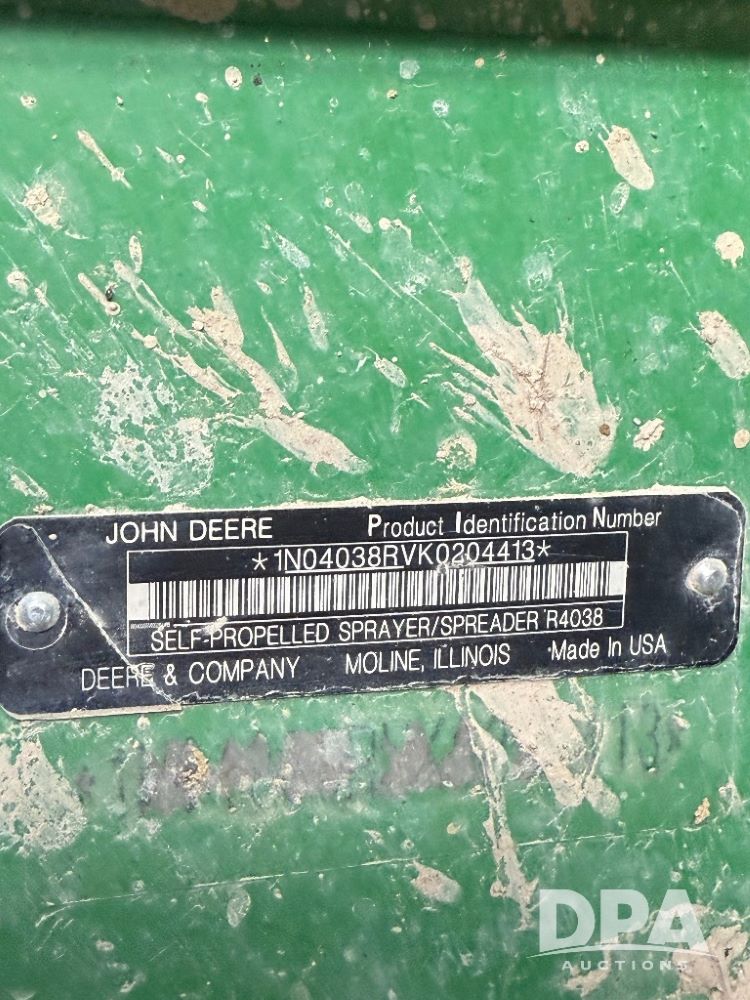 JOHN DEERE Product Identification Number
*1N04038RVK0204413*
SELF-PROPELLED SPRAYER/SPREADER R4038
DEERE & COMPANY MOLINE, ILLINOIS Made In USA
13*
DPA
AUCTIONS